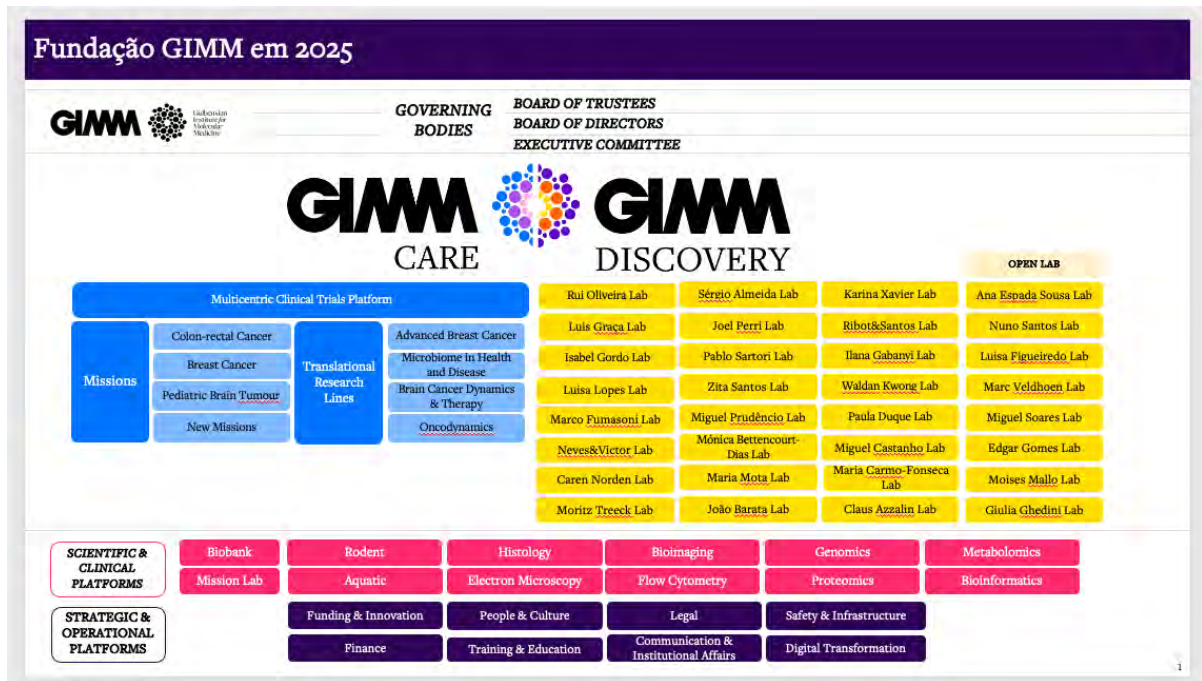 Fundação GIMM em 2025
GIMM
Gulbenkian
Institute for
Molecular
Medicine
GOVERNING
BODIES
BOARD OF TRUSTEES
BOARD OF DIRECTORS
EXECUTIVE COMMITTEE
GIMM
CARE
GIMM
DISCOVERY
OPEN LAB
Multicentric Clinical Trials Platform
Missions
Colon-rectal Cancer
Breast Cancer
Pediatric Brain Tumour
New Missions
Translational
Research
Lines
Advanced Breast Cancer
Microbiome in Health
and Disease
Brain Cancer Dynamics
& Therapy
Oncodynamics
Rui Oliveira Lab
Sérgio Almeida Lab
Karina Xavier Lab
Ana Espada Sousa Lab
Luis Graça Lab
Joel Perri Lab
Ribot&Santos Lab
Nuno Santos Lab
Isabel Gordo Lab
Pablo Sartori Lab
Ilana Gabanyi Lab
Luisa Figueiredo Lab
Luisa Lopes Lab
Zita Santos Lab
Waldan Kwong Lab
Marc Veldhoen Lab
Marco Fumasoni Lab
Miguel Prudêncio Lab
Paula Duque Lab
Miguel Soares Lab
Neves&Victor Lab
Mónica Bettencourt-
Dias Lab
Miguel Castanho Lab
Edgar Gomes Lab
Caren Norden Lab
Maria Mota Lab
Maria Carmo-Fonseca
Lab
Moises Mallo Lab
Moritz Treeck Lab
João Barata Lab
Claus Azzalin Lab
Giulia Ghedini Lab
SCIENTIFIC &
CLINICAL
PLATFORMS
Biobank
Rodent
Histology
Bioimaging
Genomics
Metabolomics
Mission Lab
Aquatic
Electron Microscopy
Flow Cytometry
Proteomics
Bioinformatics
STRATEGIC &
OPERATIONAL
PLATFORMS
Funding & Innovation
People & Culture
Legal
Safety & Infrastructure
Finance
Training & Education
Communication &
Institutional Affairs
Digital Transformation
1